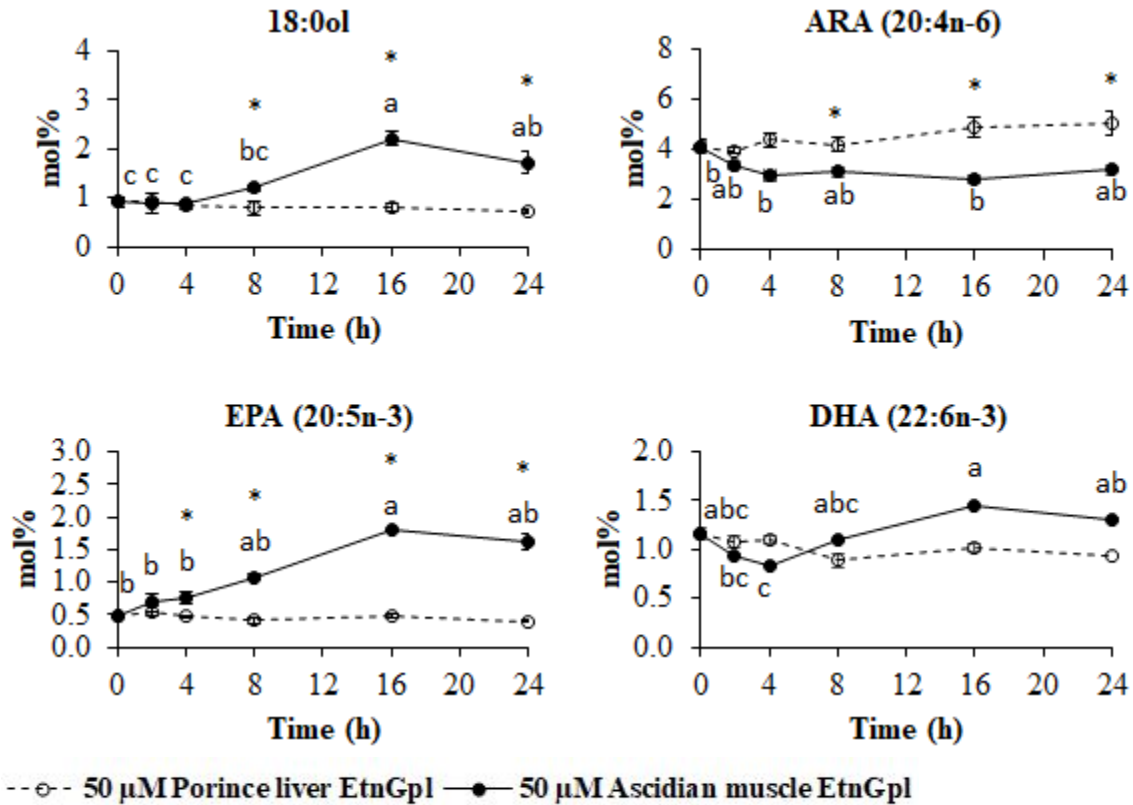 18:0ol
ARA (20:4n-6)
4
3
2
1
0
mol%
c c c bc a ab
* * *
0 4 8 12 16 20 24
Time (h)
8
6
4
2
0
mol%
* * *
b ab b ab b ab
0 4 8 12 16 20 24
Time (h)
EPA (20:5n-3)
DHA (22:6n-3)
3.0
2.5
2.0
1.5
1.0
0.5
0.0
mol%
* * * *
b b b ab a ab
0 4 8 12 16 20 24
Time (h)
2.0
1.5
1.0
0.5
0.0
mol%
abc bc c abc a ab
0 4 8 12 16 20 24
Time (h)
50 μM Porince liver EtnGpl 50 μM Ascidian muscle EtnGpl